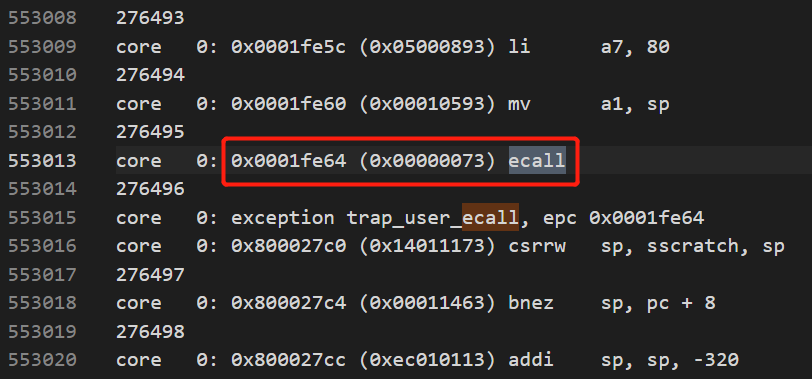 553008 276493
553009 core 0: 0x0001fe5c (0x05000893) li a7, 80
553010 276494
553011 core 0: 0x0001fe60 (0x00010593) mv a1, sp
553012 276495
553013 core 0: 0x0001fe64 (0x00000073) ecall
553014 276496
553015 core 0: exception trap_user_ecall, epc 0x0001fe64
553016 core 0: 0x800027c0 (0x14011173) csrrw sp, sscratch, sp
553017 276497
553018 core 0: 0x800027c4 (0x00011463) bnez sp, pc + 8
553019 276498
553020 core 0: 0x800027cc (0xec010113) addi sp, sp, -320